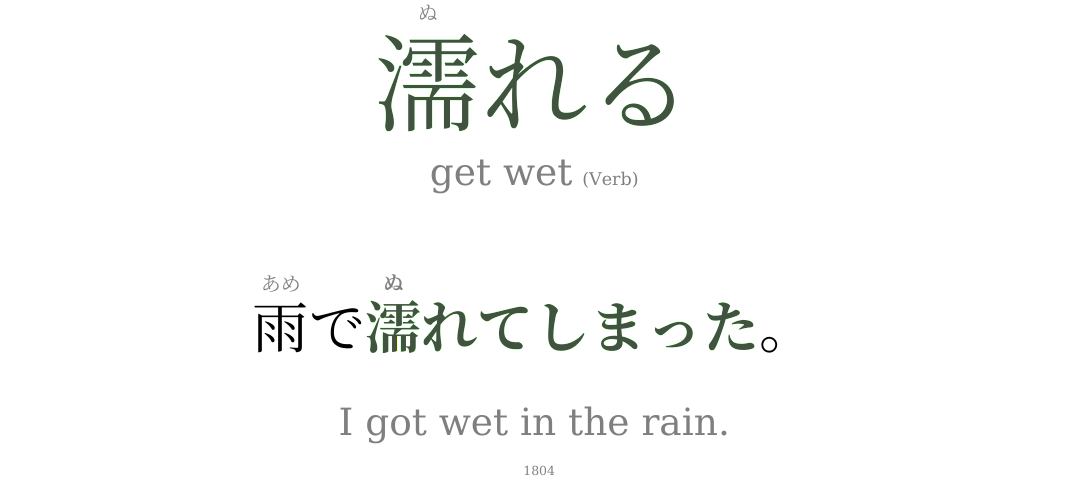 ぬ
濡れる
get wet (Verb)
あめ ぬ
雨で濡れてしまった。
I got wet in the rain.
1804